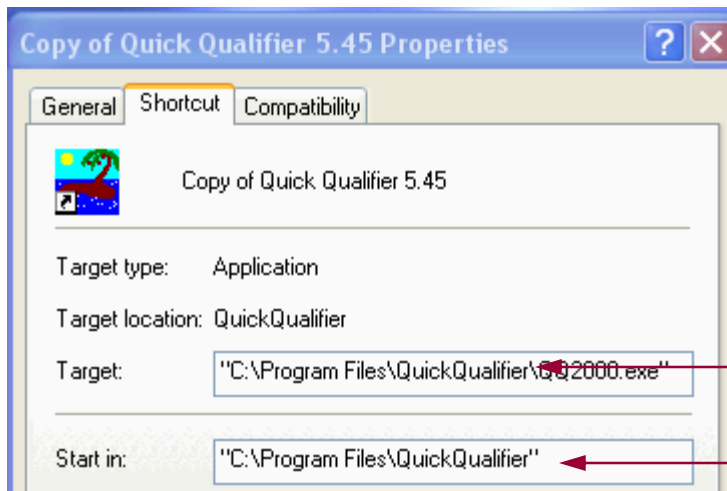 Copy of Quick Qualifier 5.45 Properties
General Shortcut Compatibility
Copy of Quick Qualifier 5.45
Target type: Application
Target location: QuickQualifier
Target: "C:\Program Files\QuickQualifier\QQ2000.exe"
Start in: "C:\Program Files\QuickQualifier"